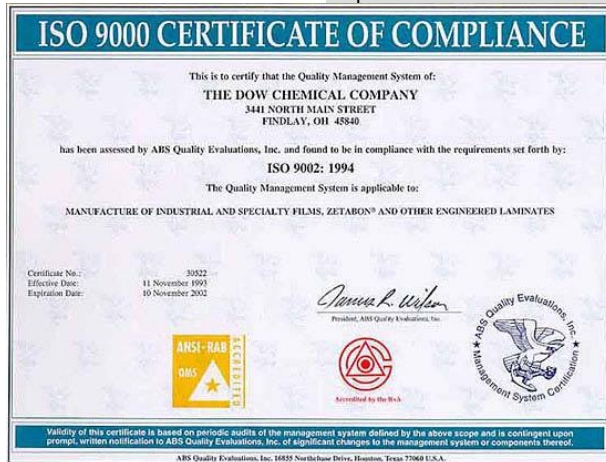 ISO 9000 CERTIFICATE OF COMPLIANCE
This is to certify that the Quality Management System of:
THE DOW CHEMICAL COMPANY
3441 NORTH MAIN STREET
FINDLAY, OH 45840
has been assessed by ABS Quality Evaluations, Inc. and found to be in compliance with the requirements set forth by:
ISO 9002: 1994
The Quality Management System is applicable to:
MANUFACTURE OF INDUSTRIAL AND SPECIALTY FILMS, ZETABON® AND OTHER ENGINEERED LAMINATES
Certificate No.: 30522
Effective Date: 11 November 1993
Expiration Date: 10 November 2002
James R. Wilson
President, ABS Quality Evaluations, Inc.
ANSI-RAB
QMS
ACCREDITED
Accredited by the RvA
ABS Quality Evaluations, Inc.
Management System Certification
Validity of this certificate is based on periodic audits of the management system defined by the above scope and is contingent upon
prompt, written notification to ABS Quality Evaluations, Inc. of significant changes to the management system or components thereof.
ABS Quality Evaluations, Inc. 16855 Northchase Drive, Houston, Texas 77060 U.S.A.